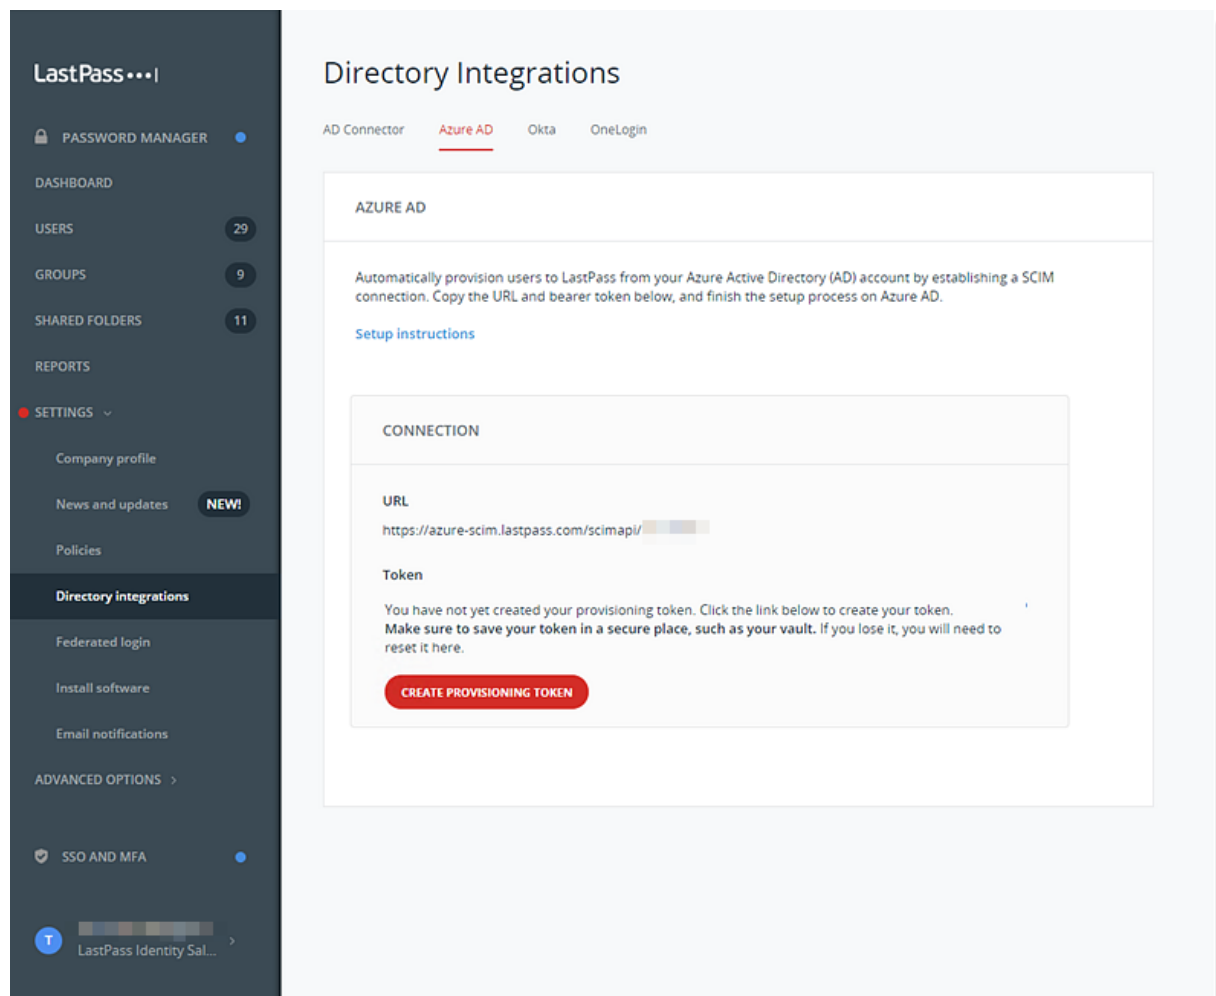 LastPass
PASSWORD MANAGER
DASHBOARD
USERS 29
GROUPS 9
SHARED FOLDERS 11
REPORTS
SETTINGS
Company profile
News and updates NEW!
Policies
Directory integrations
Federated login
Install software
Email notifications
ADVANCED OPTIONS
SSO AND MFA
T
LastPass Identity Sal...
Directory Integrations
AD Connector Azure AD Okta OneLogin
AZURE AD
Automatically provision users to LastPass from your Azure Active Directory (AD) account by establishing a SCIM
connection. Copy the URL and bearer token below, and finish the setup process on Azure AD.
Setup instructions
CONNECTION
URL
https://azure-scim.lastpass.com/scimapi/
Token
You have not yet created your provisioning token. Click the link below to create your token.
Make sure to save your token in a secure place, such as your vault. If you lose it, you will need to
reset it here.
CREATE PROVISIONING TOKEN